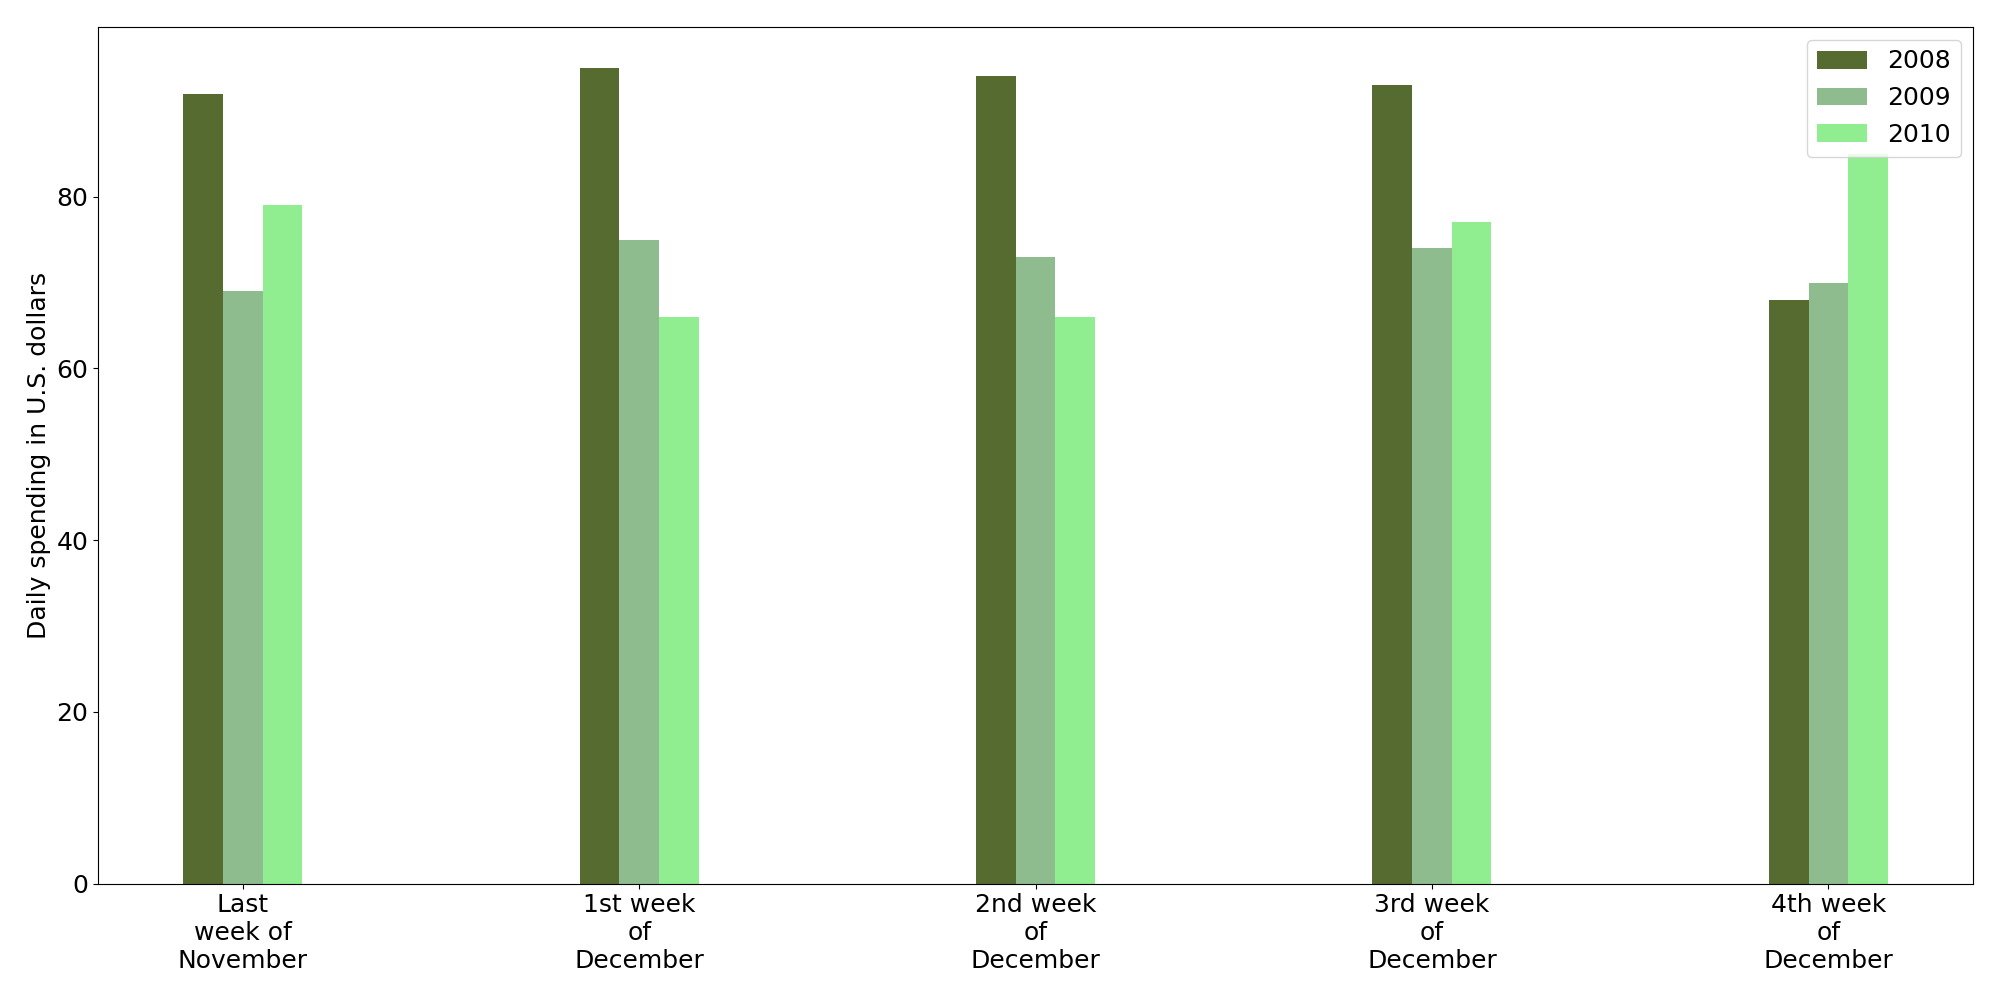 2008
2009
2010
Daily spending in U.S. dollars
80
60
40
20
0
Last
week of
November
1st week
of
December
2nd week
of
December
3rd week
of
December
4th week
of
December